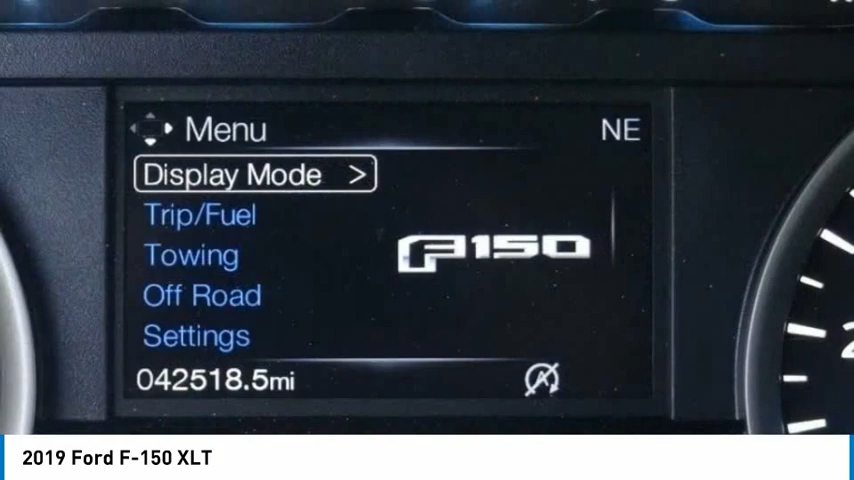 Menu NE
Display Mode >
Trip/Fuel
Towing
F150
Off Road
Settings
042518.5mi
2019 Ford F-150 XLT